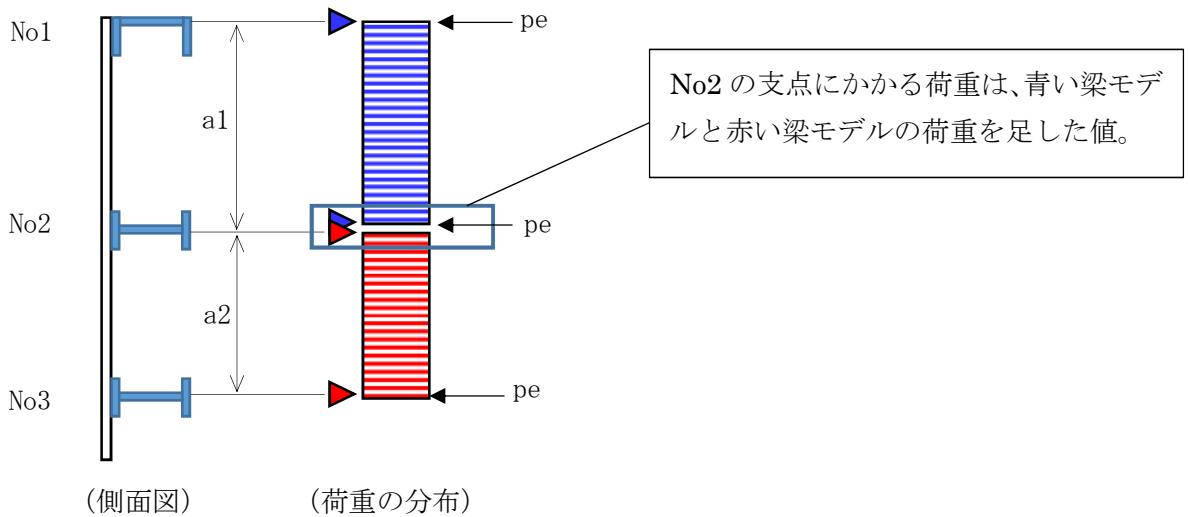 No1
pe
a1
No2 の支点にかかる荷重は、青い梁モデ
ルと赤い梁モデルの荷重を足した値。
No2
pe
a2
No3
pe
(側面図)
(荷重の分布)